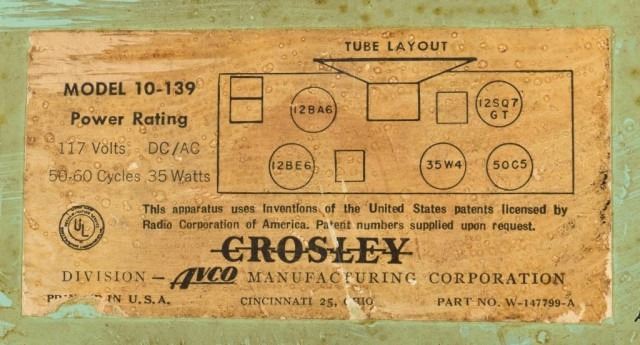 TUBE LAYOUT
MODEL 10-139
Power Rating
117 Volts DC/AC
50-60 Cycles 35 Watts
12BA6
12SQ7
GT
12BE6
35W4
50C5
This apparatus uses Inventions of the United States patents licensed by
Radio Corporation of America. Patent numbers supplied upon request.
UL
CROSLEY
DIVISION — AVCO MANUFACTURING CORPORATION
IN U.S.A. CINCINNATI 25, OHIO PART NO. W-147799-A